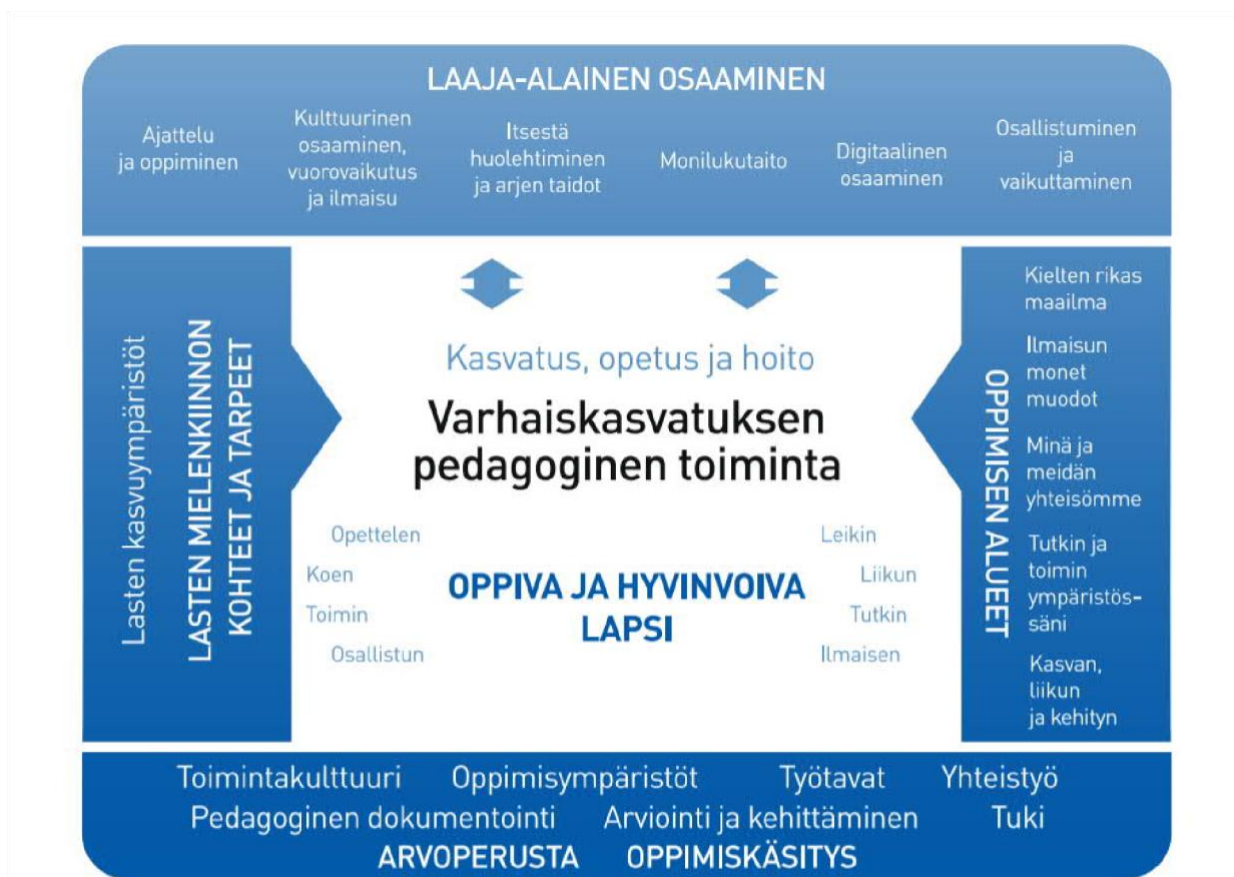 LAAJA-ALAINEN OSAAMINEN
Ajattelu
ja oppiminen
Kulttuurinen
osaaminen,
vuorovaikutus
ja ilmaisu
Itsestä
huolehtiminen
ja arjen taidot
Monilukutaito
Digitaalinen
osaaminen
Osallistuminen
ja
vaikuttaminen
Lasten kasvuympäristöt
LASTEN MIELENKIINNON
KOHTEET JA TARPEET
Kasvatus, opetus ja hoito
Varhaiskasvatuksen
pedagoginen toiminta
Opettelen
Koen
Toimin
Osallistun
OPPIVA JA HYVINVOIVA
LAPSI
Leikin
Liikun
Tutkin
Ilmaisen
OPPIMISEN ALUEET
Kielten rikas
maailma
Ilmaisun
monet
muodot
Minä ja
meidän
yhteisömme
Tutkin ja
toimin
ympäristös-
säni
Kasvan,
liikun
ja kehityn
Toimintakulttuuri Oppimisympäristöt Työtavat Yhteistyö
Pedagoginen dokumentointi Arviointi ja kehittäminen Tuki
ARVOPERUSTA OPPIMISKÄSITYS